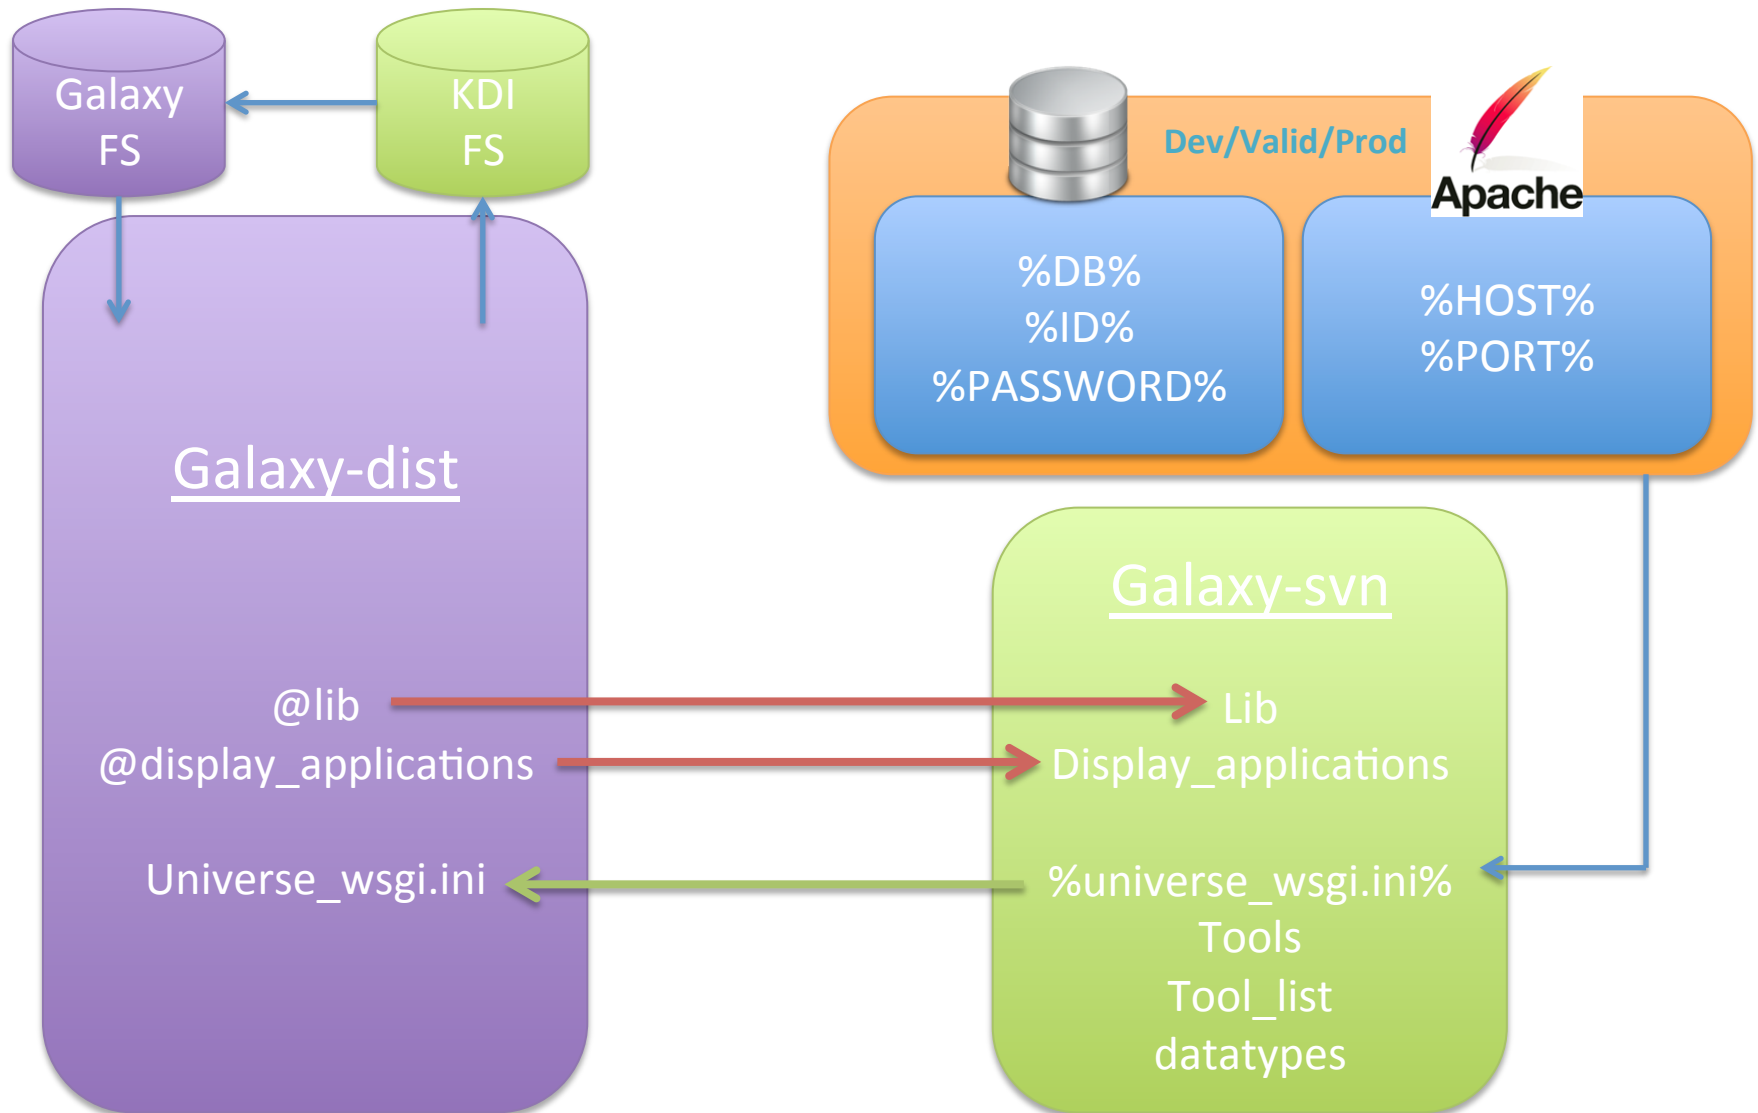 Galaxy
FS
KDI
FS
Dev/Valid/Prod
Apache
%DB%
%ID%
%PASSWORD%
%HOST%
%PORT%
Galaxy-dist
@lib
@display_applications
Universe_wsgi.ini
Galaxy-svn
Lib
Display_applications
%universe_wsgi.ini%
Tools
Tool_list
datatypes